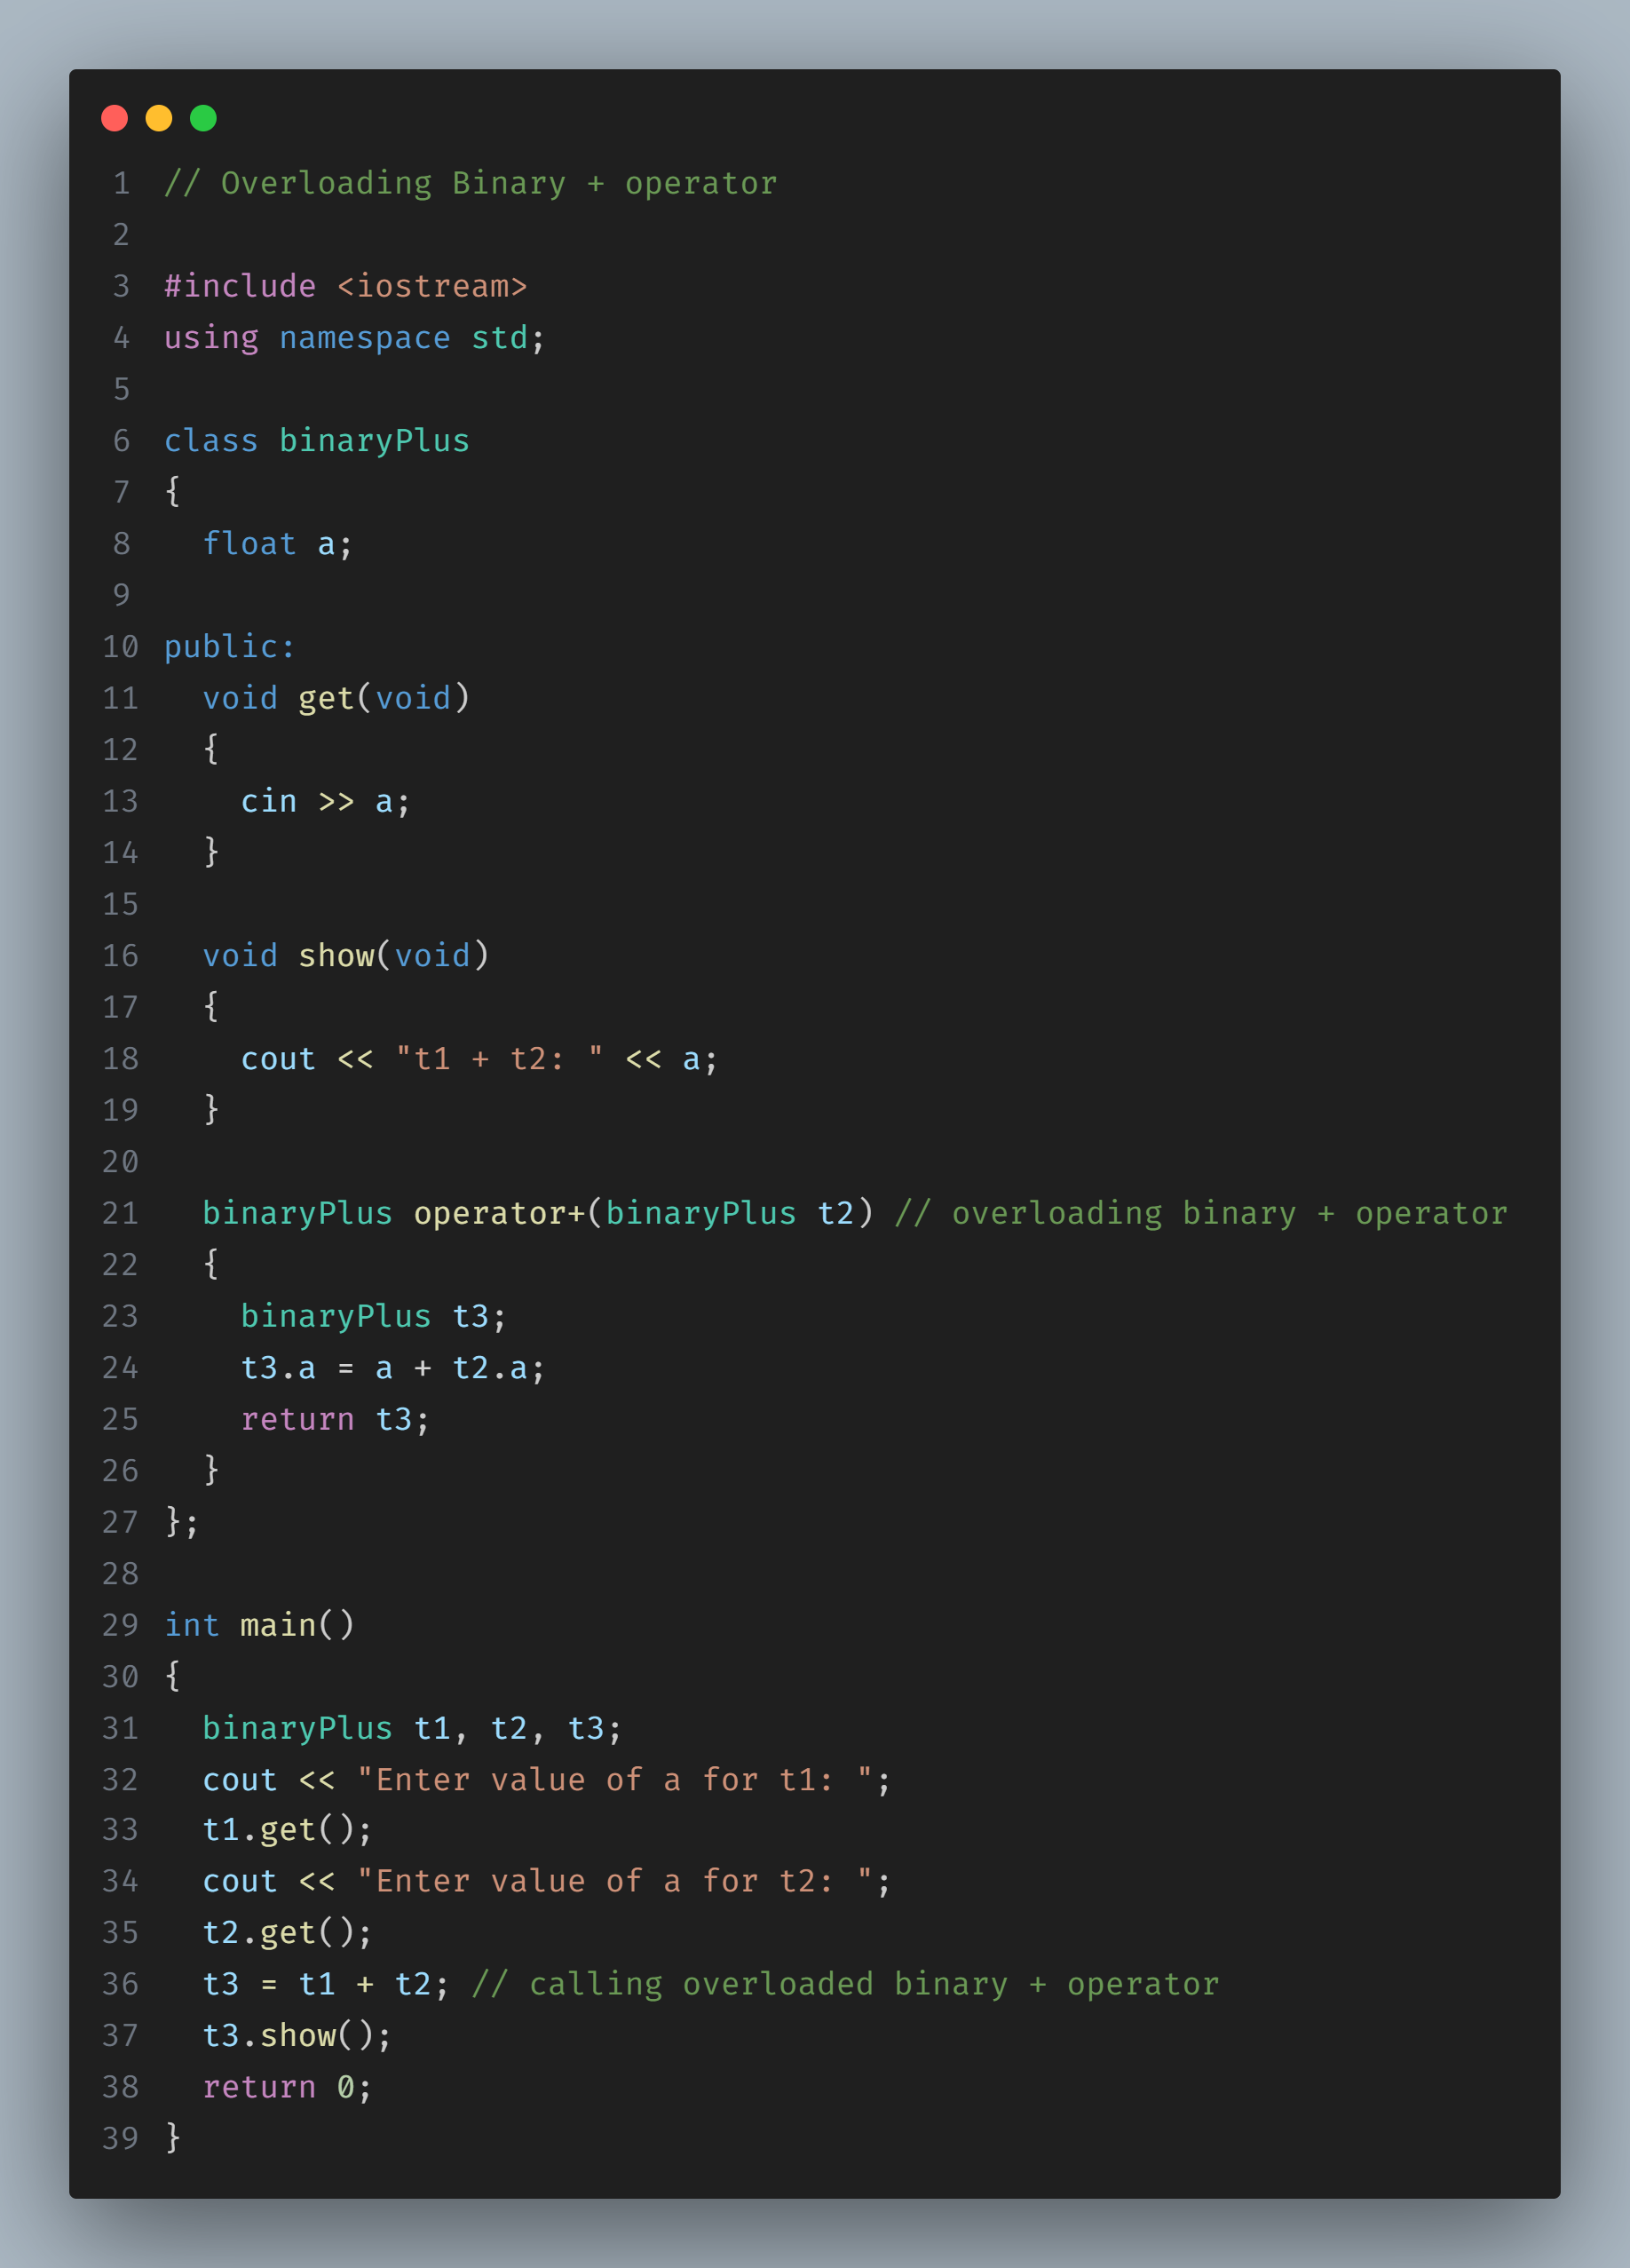 1 // Overloading Binary + operator
2
3 #include <iostream>
4 using namespace std;
5
6 class binaryPlus
7 {
8   float a;
9
10 public:
11   void get(void)
12   {
13     cin >> a;
14   }
15
16   void show(void)
17   {
18     cout << "t1 + t2: " << a;
19   }
20
21   binaryPlus operator+(binaryPlus t2) // overloading binary + operator
22   {
23     binaryPlus t3;
24     t3.a = a + t2.a;
25     return t3;
26   }
27 };
28
29 int main()
30 {
31   binaryPlus t1, t2, t3;
32   cout << "Enter value of a for t1: ";
33   t1.get();
34   cout << "Enter value of a for t2: ";
35   t2.get();
36   t3 = t1 + t2; // calling overloaded binary + operator
37   t3.show();
38   return 0;
39 }